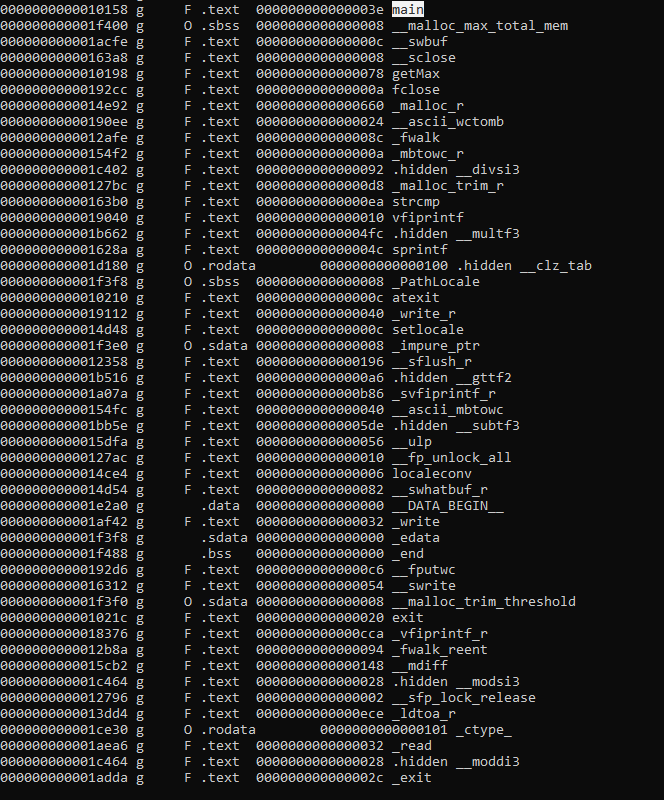 0000000000010158 g     F .text  000000000000003e main
000000000001f400 g     O .sbss  0000000000000008 __malloc_max_total_mem
000000000001acfe g     F .text  000000000000000c __swbuf
00000000000163a8 g     F .text  0000000000000008 __sclose
0000000000010198 g     F .text  0000000000000078 getMax
00000000000192cc g     F .text  000000000000000a fclose
0000000000014e92 g     F .text  0000000000000660 _malloc_r
00000000000190ee g     F .text  0000000000000024 __ascii_wctomb
0000000000012afe g     F .text  000000000000008c _fwalk
00000000000154f2 g     F .text  000000000000000a _mbtowc_r
000000000001c402 g     F .text  0000000000000092 .hidden __divsi3
00000000000127bc g     F .text  00000000000000d8 _malloc_trim_r
00000000000163b0 g     F .text  00000000000000ea strcmp
0000000000019040 g     F .text  0000000000000010 vfiprintf
000000000001b662 g     F .text  00000000000004fc .hidden __multf3
000000000001628a g     F .text  000000000000004c sprintf
000000000001d180 g     O .rodata        0000000000000100 .hidden __clz_tab
000000000001f3f8 g     O .sbss  0000000000000008 _PathLocale
0000000000010210 g     F .text  000000000000000c atexit
0000000000019112 g     F .text  0000000000000040 _write_r
0000000000014d48 g     F .text  000000000000000c setlocale
000000000001f3e0 g     O .sdata 0000000000000008 _impure_ptr
0000000000012358 g     F .text  0000000000000196 __sflush_r
000000000001b516 g     F .text  00000000000000a6 .hidden __gttf2
000000000001a07a g     F .text  0000000000000b86 _svfiprintf_r
00000000000154fc g     F .text  0000000000000040 __ascii_mbtowc
000000000001bb5e g     F .text  00000000000005de .hidden __subtf3
0000000000015dfa g     F .text  0000000000000056 __ulp
00000000000127ac g     F .text  0000000000000010 __fp_unlock_all
0000000000014ce4 g     F .text  0000000000000006 localeconv
0000000000014d54 g     F .text  0000000000000082 __swhatbuf_r
000000000001e2a0 g       .data  0000000000000000 __DATA_BEGIN__
000000000001af42 g     F .text  0000000000000032 _write
000000000001f3f8 g       .sdata 0000000000000000 _edata
000000000001f488 g       .bss   0000000000000000 _end
00000000000192d6 g     F .text  00000000000000c6 __fputwc
0000000000016312 g     F .text  0000000000000054 __swrite
000000000001f3f0 g     O .sdata 0000000000000008 __malloc_trim_threshold
000000000001021c g     F .text  0000000000000020 exit
0000000000018376 g     F .text  0000000000000cca _vfiprintf_r
0000000000012b8a g     F .text  0000000000000094 _fwalk_reent
0000000000015cb2 g     F .text  0000000000000148 __mdiff
000000000001c464 g     F .text  0000000000000028 .hidden __modsi3
0000000000012796 g     F .text  0000000000000002 __sfp_lock_release
0000000000013dd4 g     F .text  0000000000000ece _ldtoa_r
000000000001ce30 g     O .rodata        0000000000000101 _ctype_
000000000001aea6 g     F .text  0000000000000032 _read
000000000001c464 g     F .text  0000000000000028 .hidden __moddi3
000000000001adda g     F .text  000000000000002c _exit